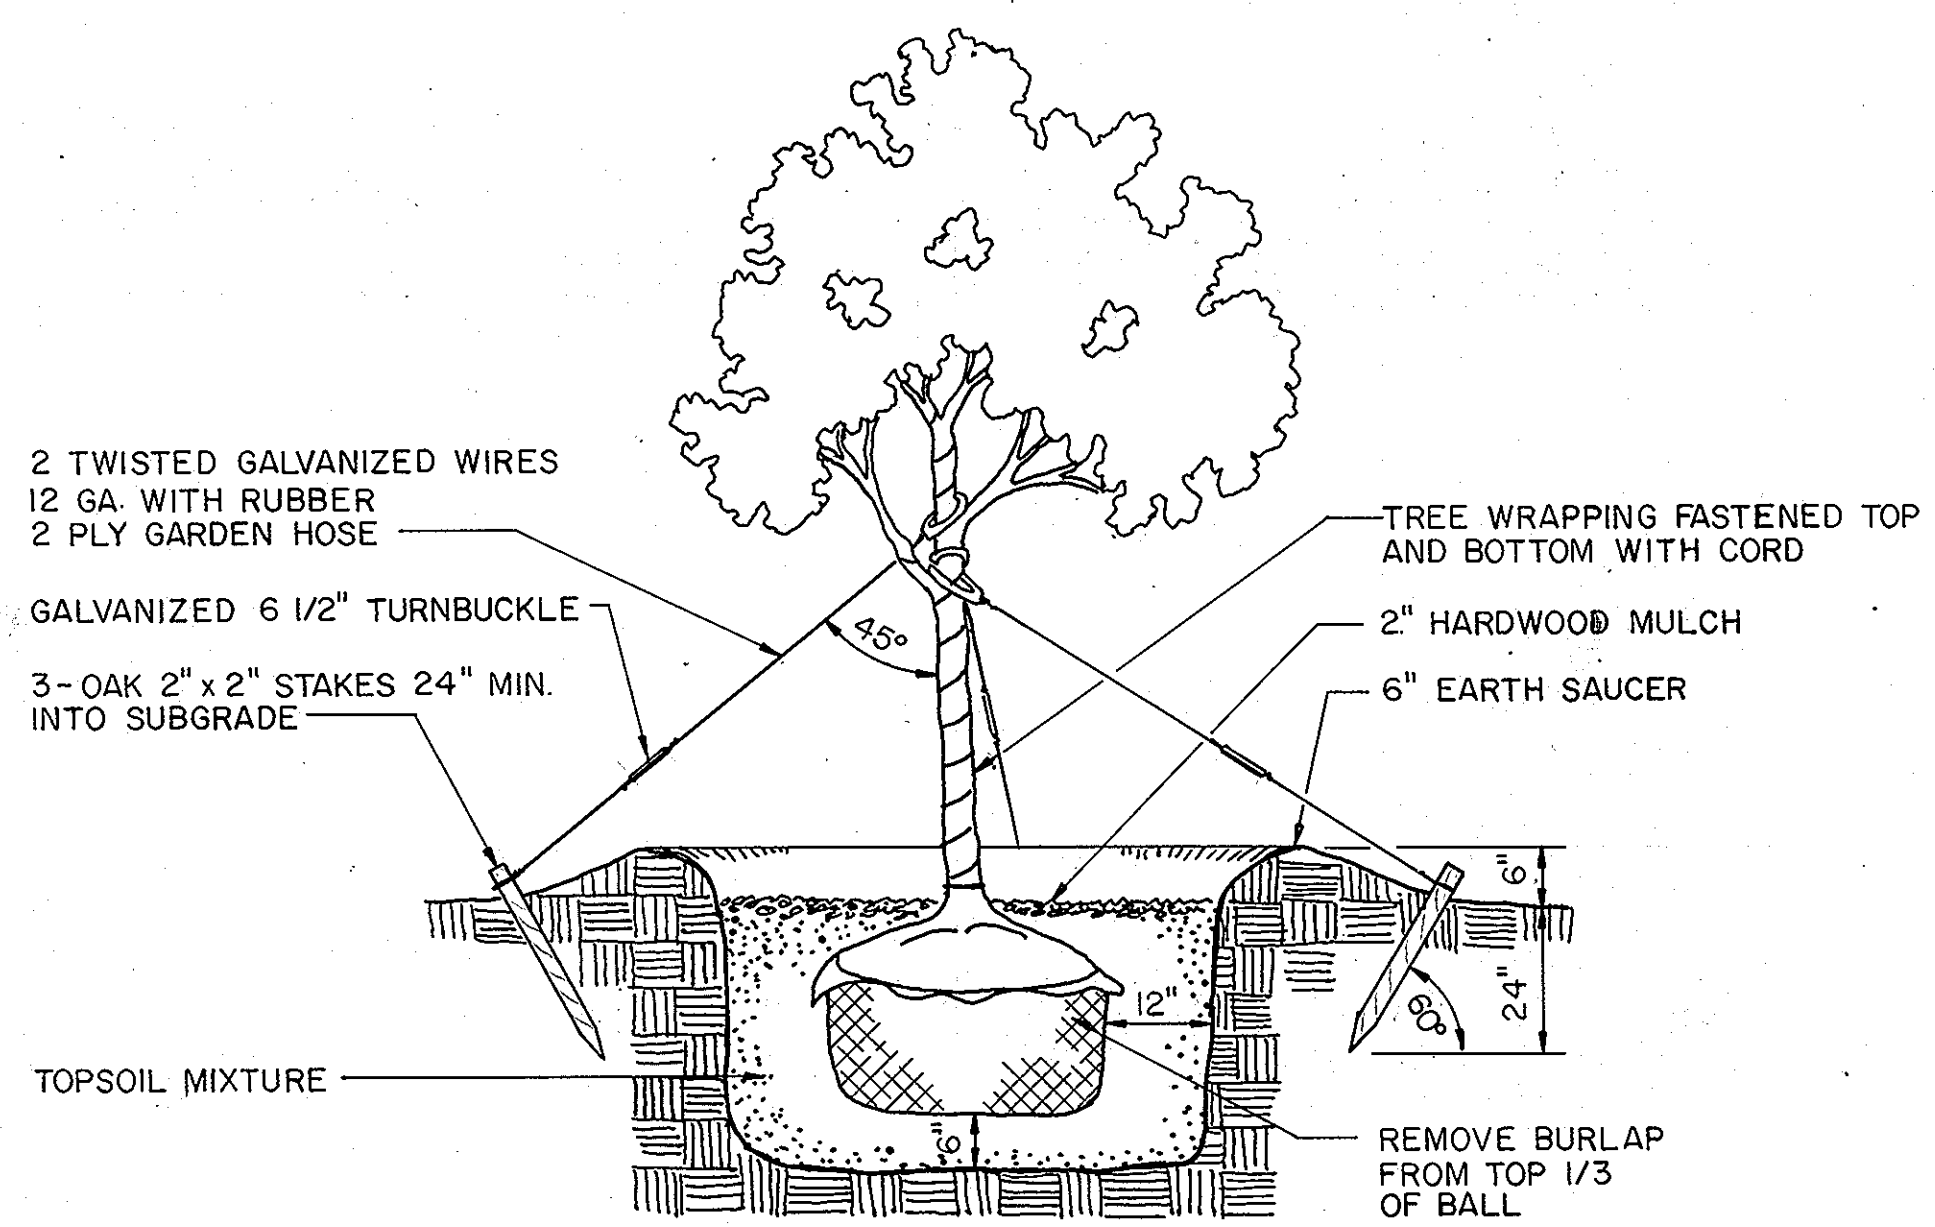 2 TWISTED GALVANIZED WIRES
12 GA. WITH RUBBER
2 PLY GARDEN HOSE
GALVANIZED 6 1/2" TURNBUCKLE
3-OAK 2" x 2" STAKES 24" MIN.
INTO SUBGRADE
TOPSOIL MIXTURE
45°
TREE WRAPPING FASTENED TOP
AND BOTTOM WITH CORD
2" HARDWOOD MULCH
6" EARTH SAUCER
6"
24"
60°
12"
6"
REMOVE BURLAP
FROM TOP 1/3
OF BALL